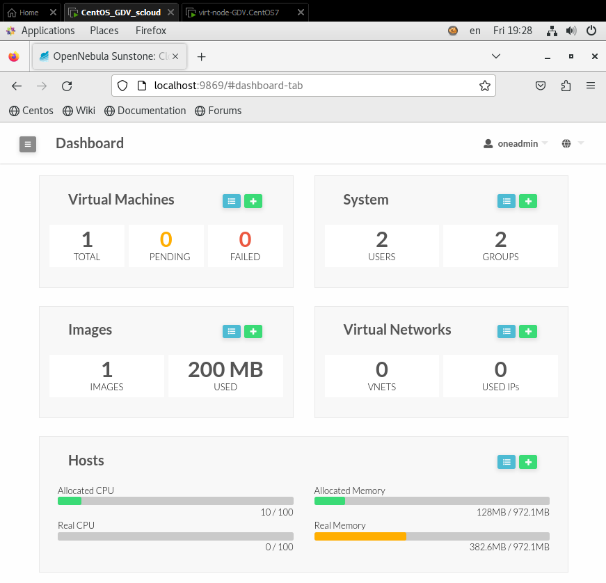 Home CentOS_GDV_scloud virt-node-GDV.CentOS7
Applications Places Firefox en Fri 19:28
OpenNebula Sunstone: Cl
localhost:9869/#dashboard-tab
Centos Wiki Documentation Forums
Dashboard oneadmin
Virtual Machines System
1 0 0 2 2
TOTAL PENDING FAILED USERS GROUPS
Images Virtual Networks
1 200 MB 0 0
IMAGES USED VNETS USED IPs
Hosts
Allocated CPU Allocated Memory
10 / 100 128MB / 972.1MB
Real CPU Real Memory
0 / 100 382.6MB / 972.1MB